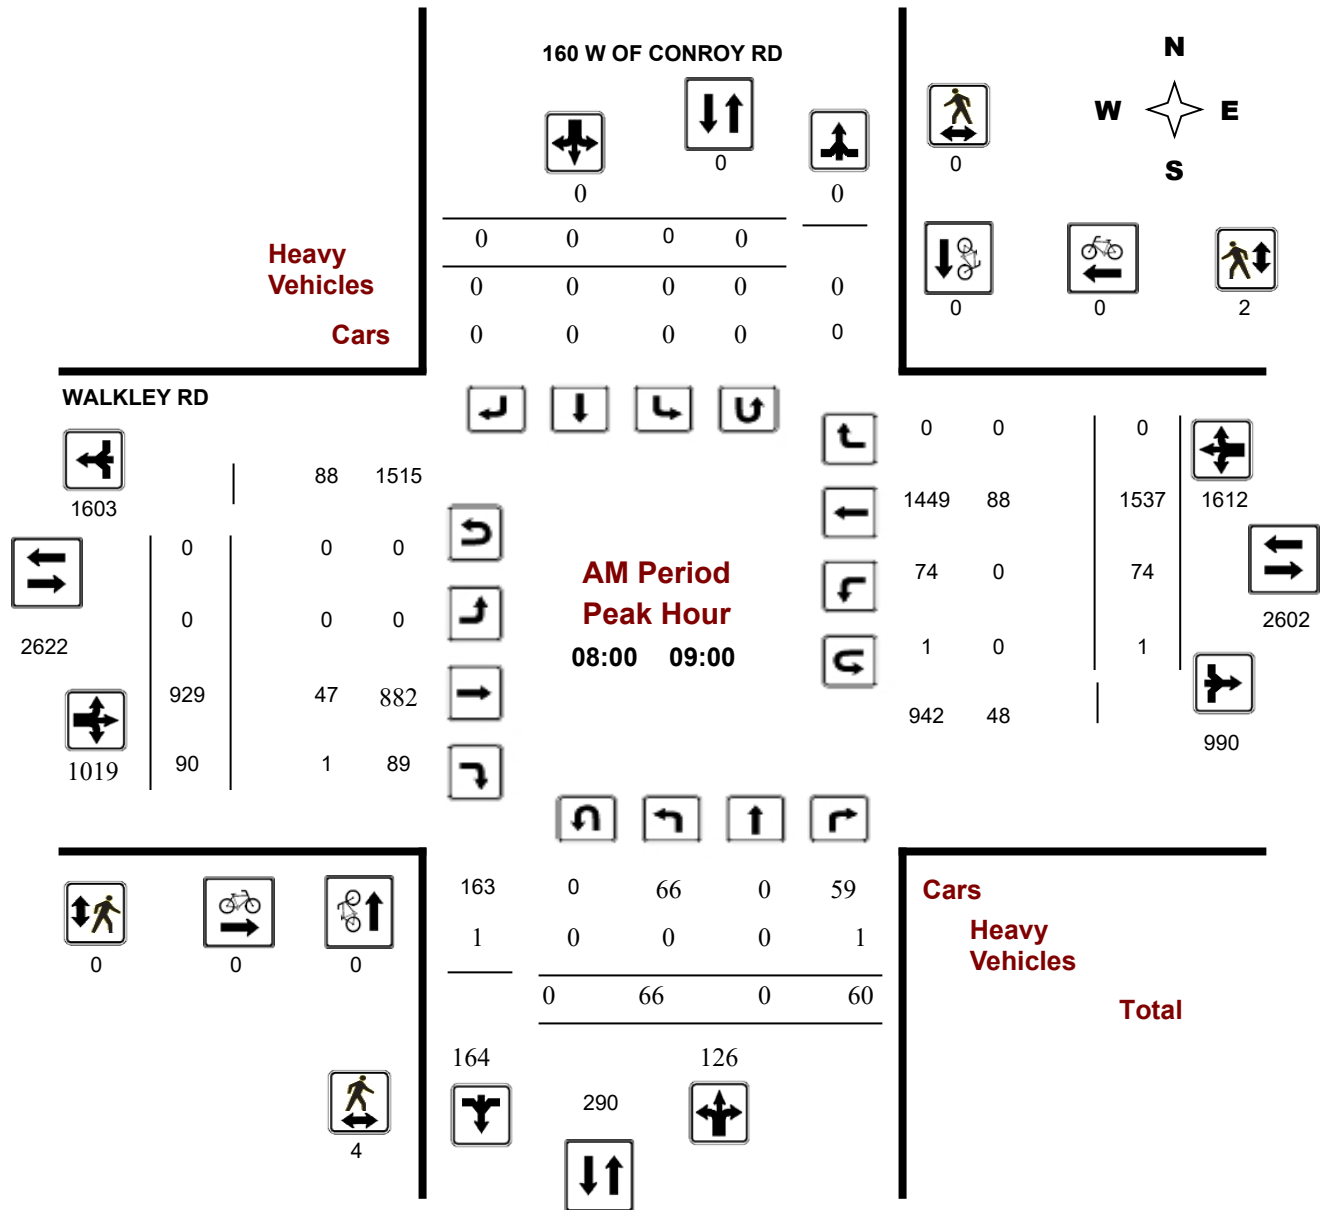 160 W OF CONROY RD
N
W E
S
0
0
0
0 0
0 0 0 0
Heavy
Vehicles
0 0 0 0 0
0 0 2
Cars
0 0 0 0 0
WALKLEY RD
0 0 0
88 1515
1603
1449 88 1537 1612
0 0 0
AM Period
74 0 74
Peak Hour
0 0 0
2602
2622
08:00 09:00
1 0 1
929 47 882
942 48
990
1019 90 1 89
163 0 66 0 59
Cars
1 0 0 0 1
Heavy
Vehicles
0 0 0
0 66 0 60
Total
164 126
290
4